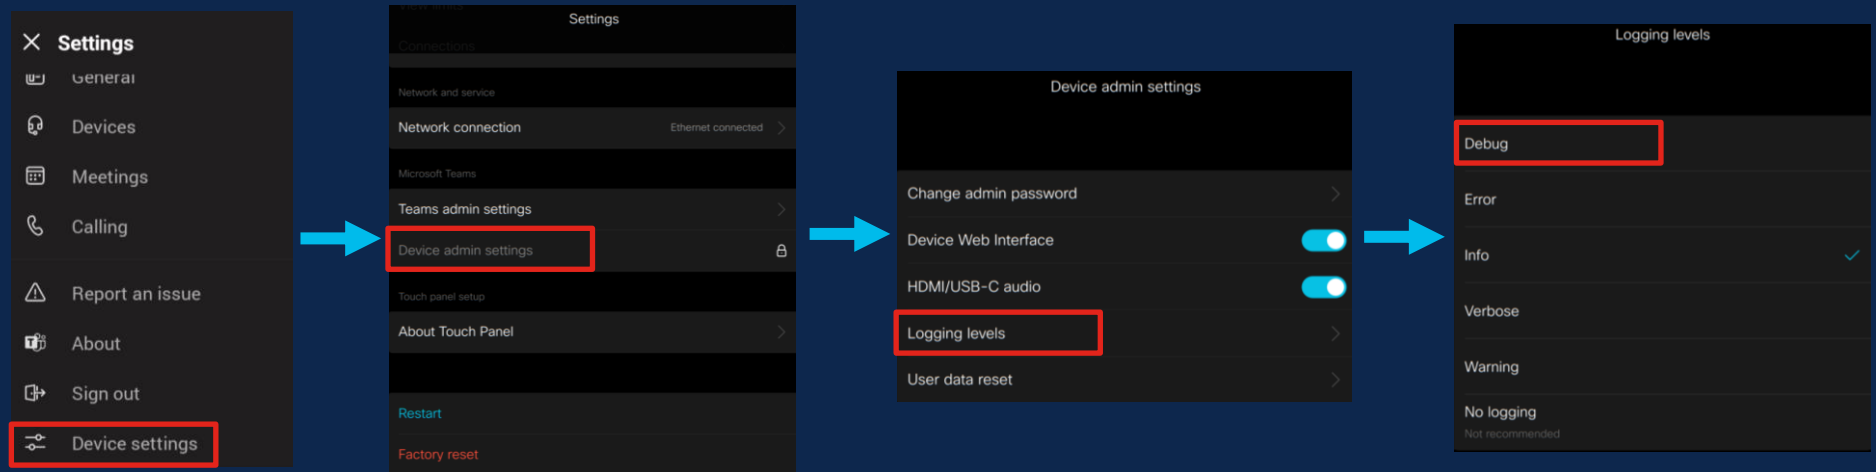 Settings
General
Devices
Meetings
Calling
Report an issue
About
Sign out
Device settings
View limits
Settings
Connections
Network and service
Network connection
Ethernet connected
Microsoft Teams
Teams admin settings
Device admin settings
Touch panel setup
About Touch Panel
Restart
Factory reset
Device admin settings
Change admin password
Device Web Interface
HDMI/USB-C audio
Logging levels
User data reset
Logging levels
Debug
Error
Info
Verbose
Warning
No logging
Not recommended